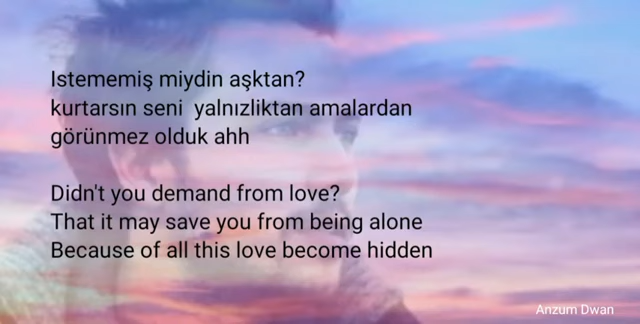 Istememiş miydin aşktan?
kurtarsın seni yalnızliktan amalardan
görünmez olduk ahh
Didn't you demand from love?
That it may save you from being alone
Because of all this love become hidden
Anzum Dwan